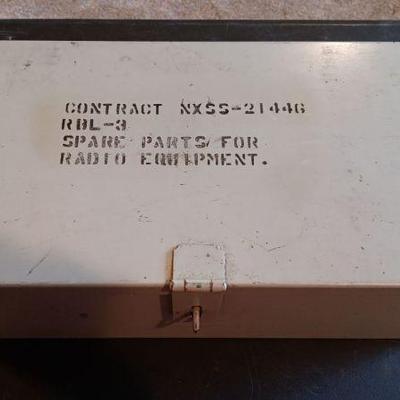 CONTRACT NXSS-21446
RBL-3
SPARE PARTS FOR
RADIO EQUIPMENT.